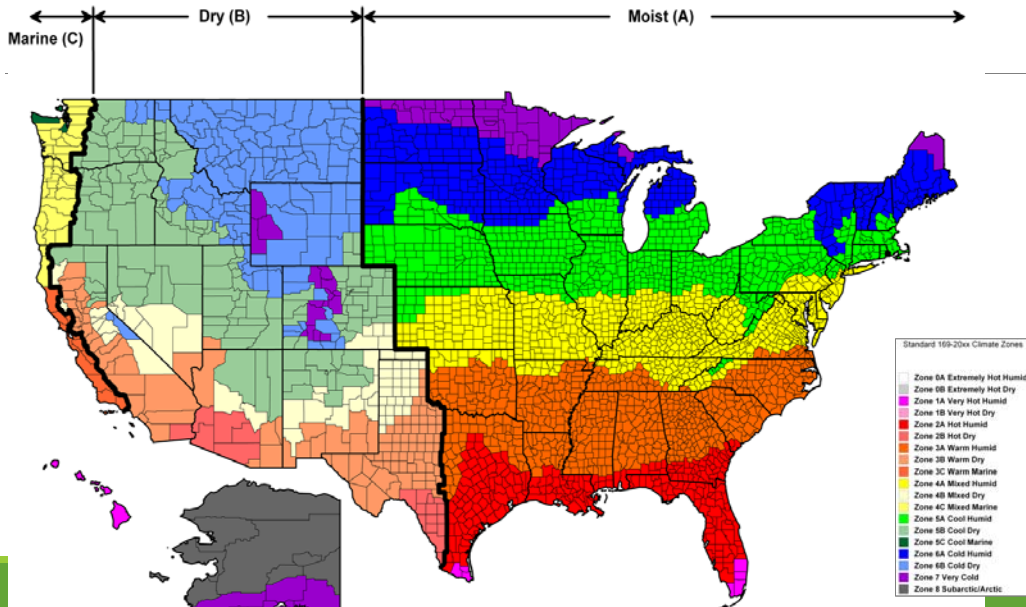 Dry (B)
Moist (A)
Marine (C)
Standard 169-20xx Climate Zones
Zone 0A Extremely Hot Humid
Zone 0B Extremely Hot Dry
Zone 1A Very Hot Humid
Zone 1B Very Hot Dry
Zone 2A Hot Humid
Zone 2B Hot Dry
Zone 3A Warm Humid
Zone 3B Warm Dry
Zone 3C Warm Marine
Zone 4A Mixed Humid
Zone 4B Mixed Dry
Zone 4C Mixed Marine
Zone 5A Cool Humid
Zone 5B Cool Dry
Zone 5C Cool Marine
Zone 6A Cold Humid
Zone 6B Cold Dry
Zone 7 Very Cold
Zone 8 Subarctic/Arctic